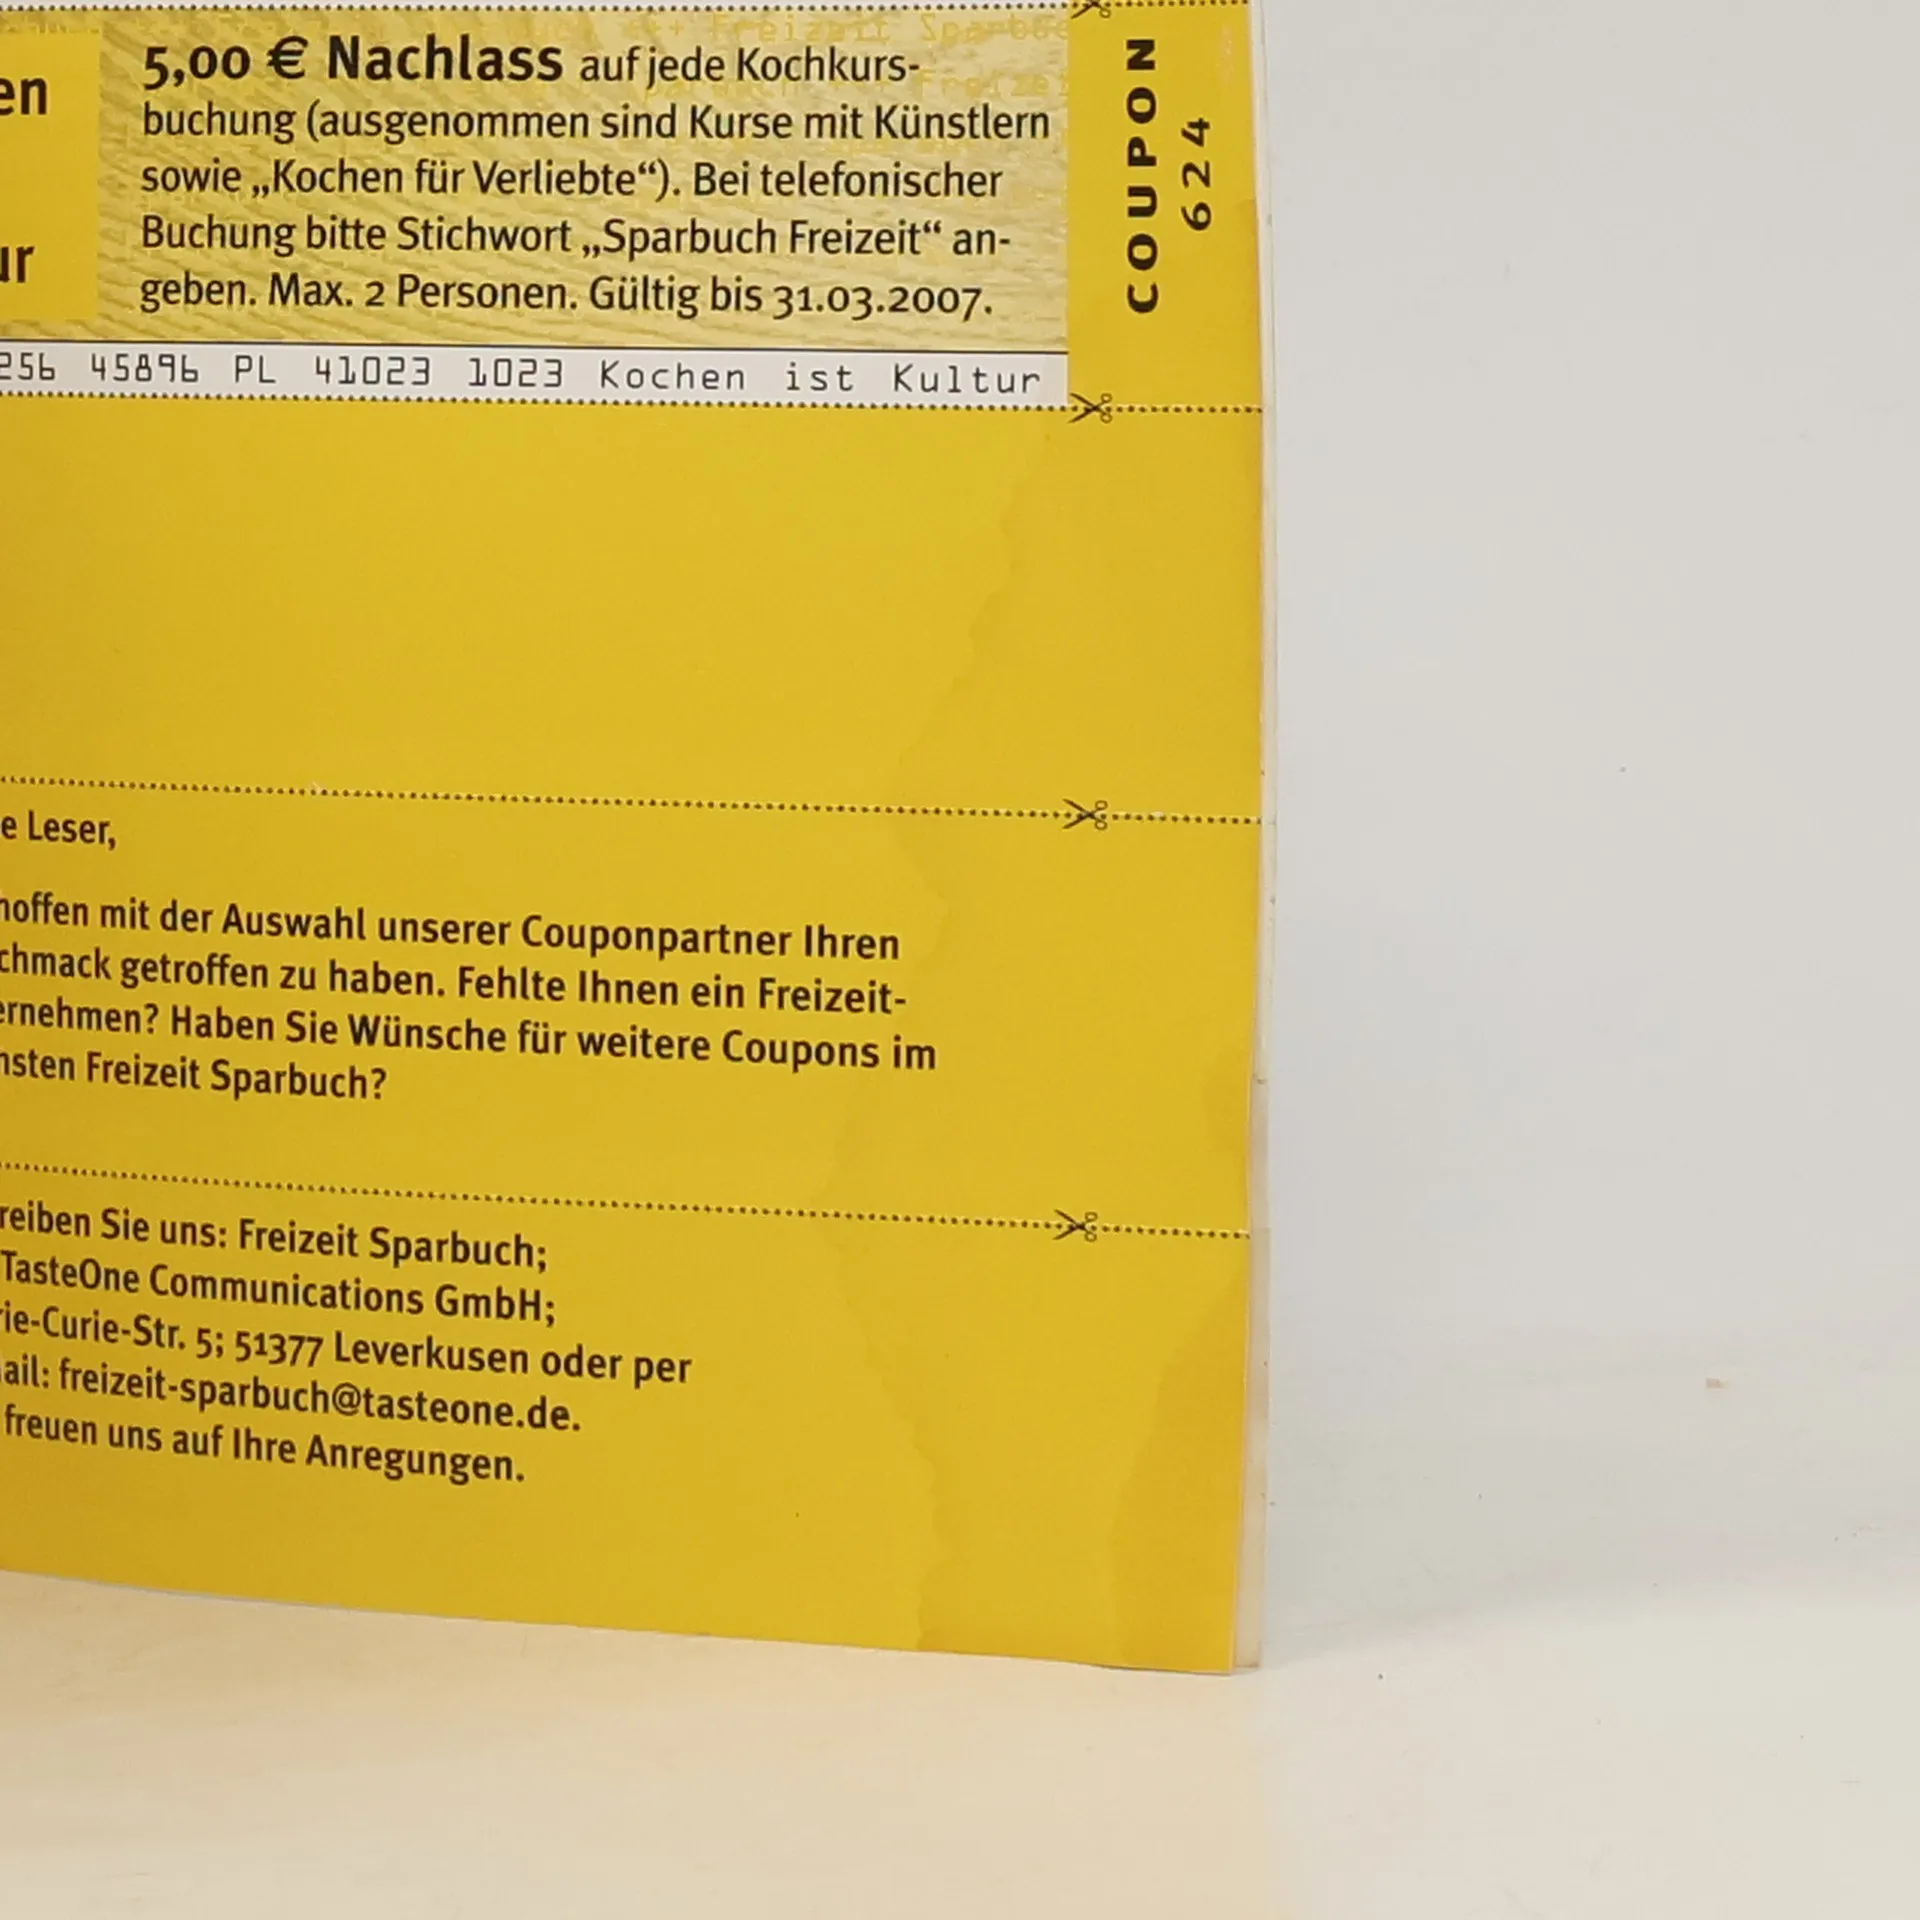 5,00 € Nachlass auf jede Kochkurs-
buchung (ausgenommen sind Kurse mit Künstlern
sowie „Kochen für Verliebte“). Bei telefonischer
Buchung bitte Stichwort „Sparbuch Freizeit“ an-
geben. Max. 2 Personen. Gültig bis 31.03.2007.
COUPON
624
256 45896 PL 41023 1023 Kochen ist Kultur
e Leser,
hoffen mit der Auswahl unserer Couponpartner Ihren
chmack getroffen zu haben. Fehlte Ihnen ein Freizeit-
ernehmen? Haben Sie Wünsche für weitere Coupons im
hsten Freizeit Sparbuch?
reiben Sie uns: Freizeit Sparbuch;
TasteOne Communications GmbH;
rie-Curie-Str. 5; 51377 Leverkusen oder per
ail: freizeit-sparbuch@tasteone.de.
freuen uns auf Ihre Anregungen.